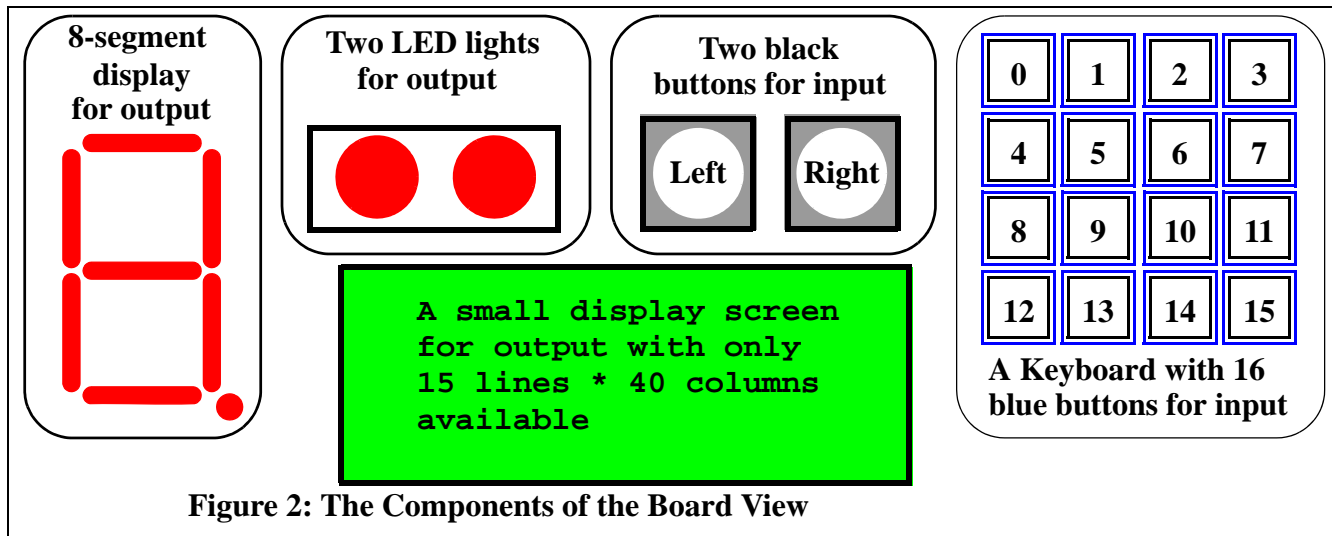 8-segment
display
for output
Two LED lights
for output
Two black
buttons for input
Left
Right
0 1 2 3
4 5 6 7
8 9 10 11
12 13 14 15
A Keyboard with 16
blue buttons for input
A small display screen
for output with only
15 lines * 40 columns
available
Figure 2: The Components of the Board View